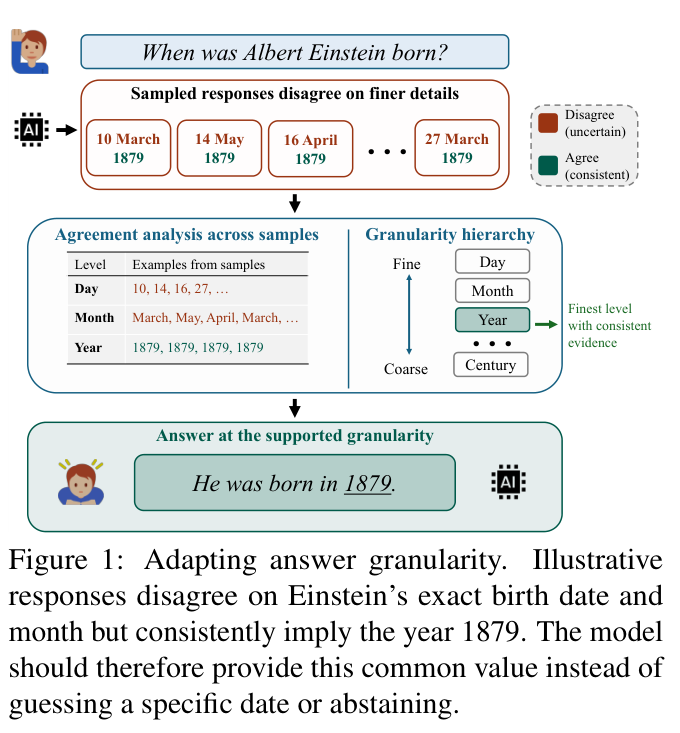 When was Albert Einstein born?
Sampled responses disagree on finer details
AI
10 March
1879
14 May
1879
16 April
1879
• • •
27 March
1879
Disagree
(uncertain)
Agree
(consistent)
Agreement analysis across samples
Level Examples from samples
Day 10, 14, 16, 27, …
Month March, May, April, March, …
Year 1879, 1879, 1879, 1879
Granularity hierarchy
Fine
Coarse
Day
Month
Year
• • •
Century
Finest level
with consistent
evidence
Answer at the supported granularity
He was born in 1879.
AI
Figure 1: Adapting answer granularity. Illustrative
responses disagree on Einstein’s exact birth date and
month but consistently imply the year 1879. The model
should therefore provide this common value instead of
guessing a specific date or abstaining.